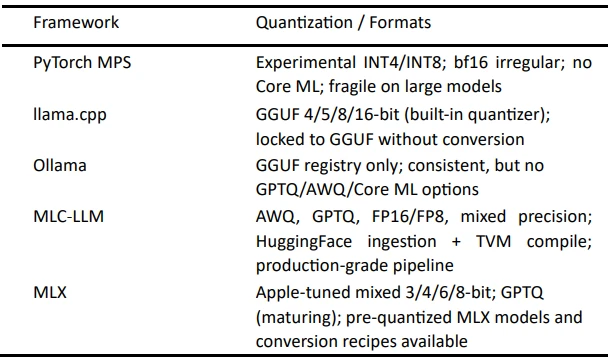 Framework Quantization / Formats
PyTorch MPS Experimental INT4/INT8; bf16 irregular; no
Core ML; fragile on large models
llama.cpp GGUF 4/5/8/16-bit (built-in quantizer);
locked to GGUF without conversion
Ollama GGUF registry only; consistent, but no
GPTQ/AWQ/Core ML options
MLC-LLM AWQ, GPTQ, FP16/FP8, mixed precision;
HuggingFace ingestion + TVM compile;
production-grade pipeline
MLX Apple-tuned mixed 3/4/6/8-bit; GPTQ
(maturing); pre-quantized MLX models and
conversion recipes available